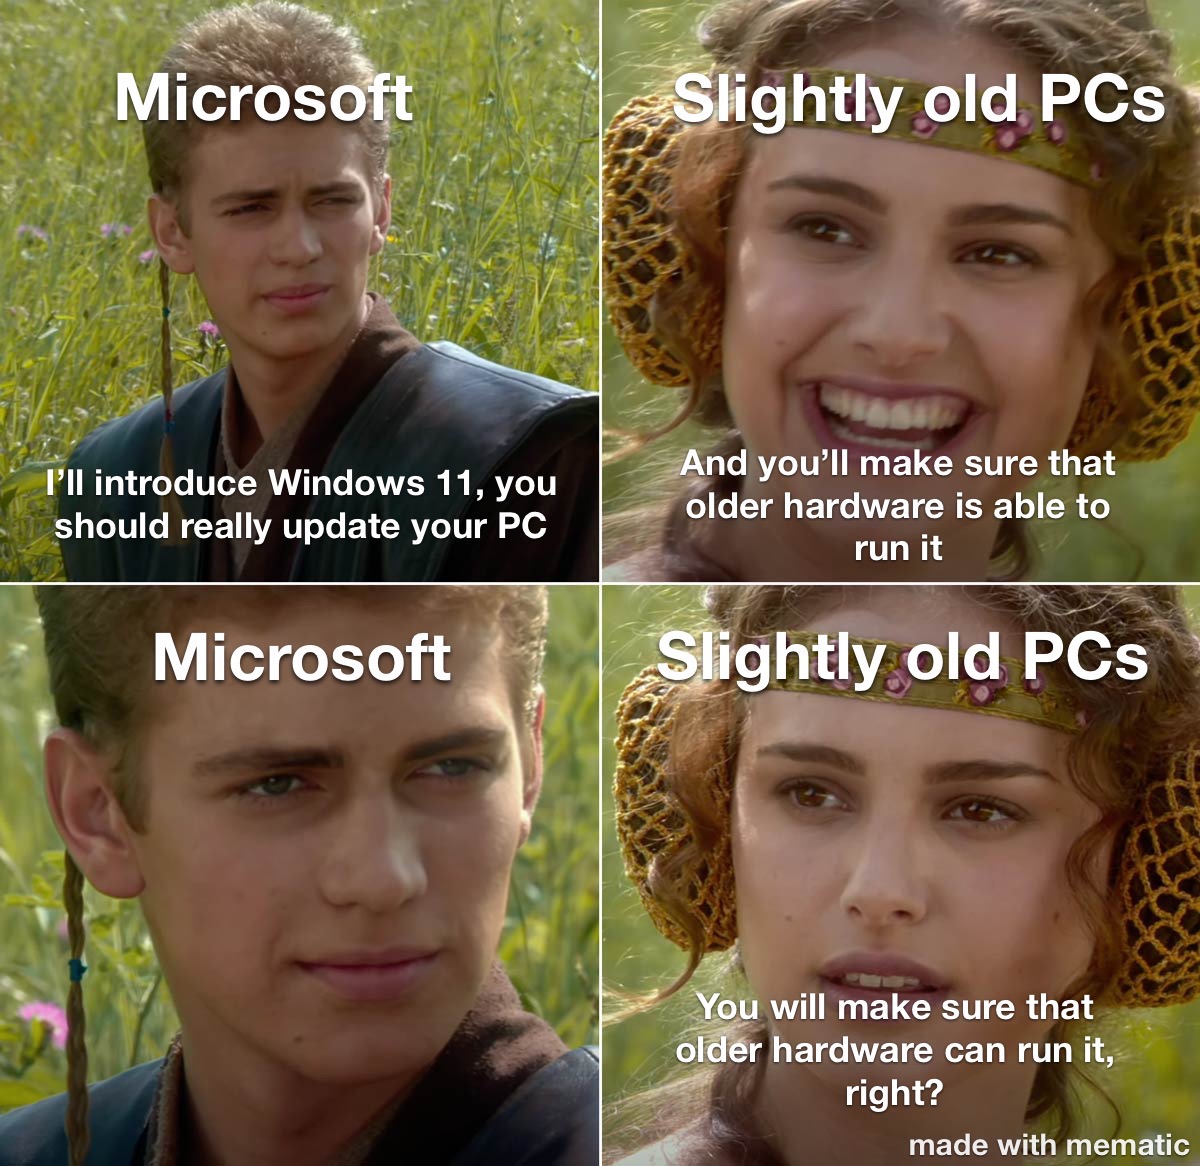 Microsoft
I’ll introduce Windows 11, you
should really update your PC
Slightly old PCs
And you’ll make sure that
older hardware is able to
run it
Microsoft
Slightly old PCs
You will make sure that
older hardware can run it,
right?
made with mematic